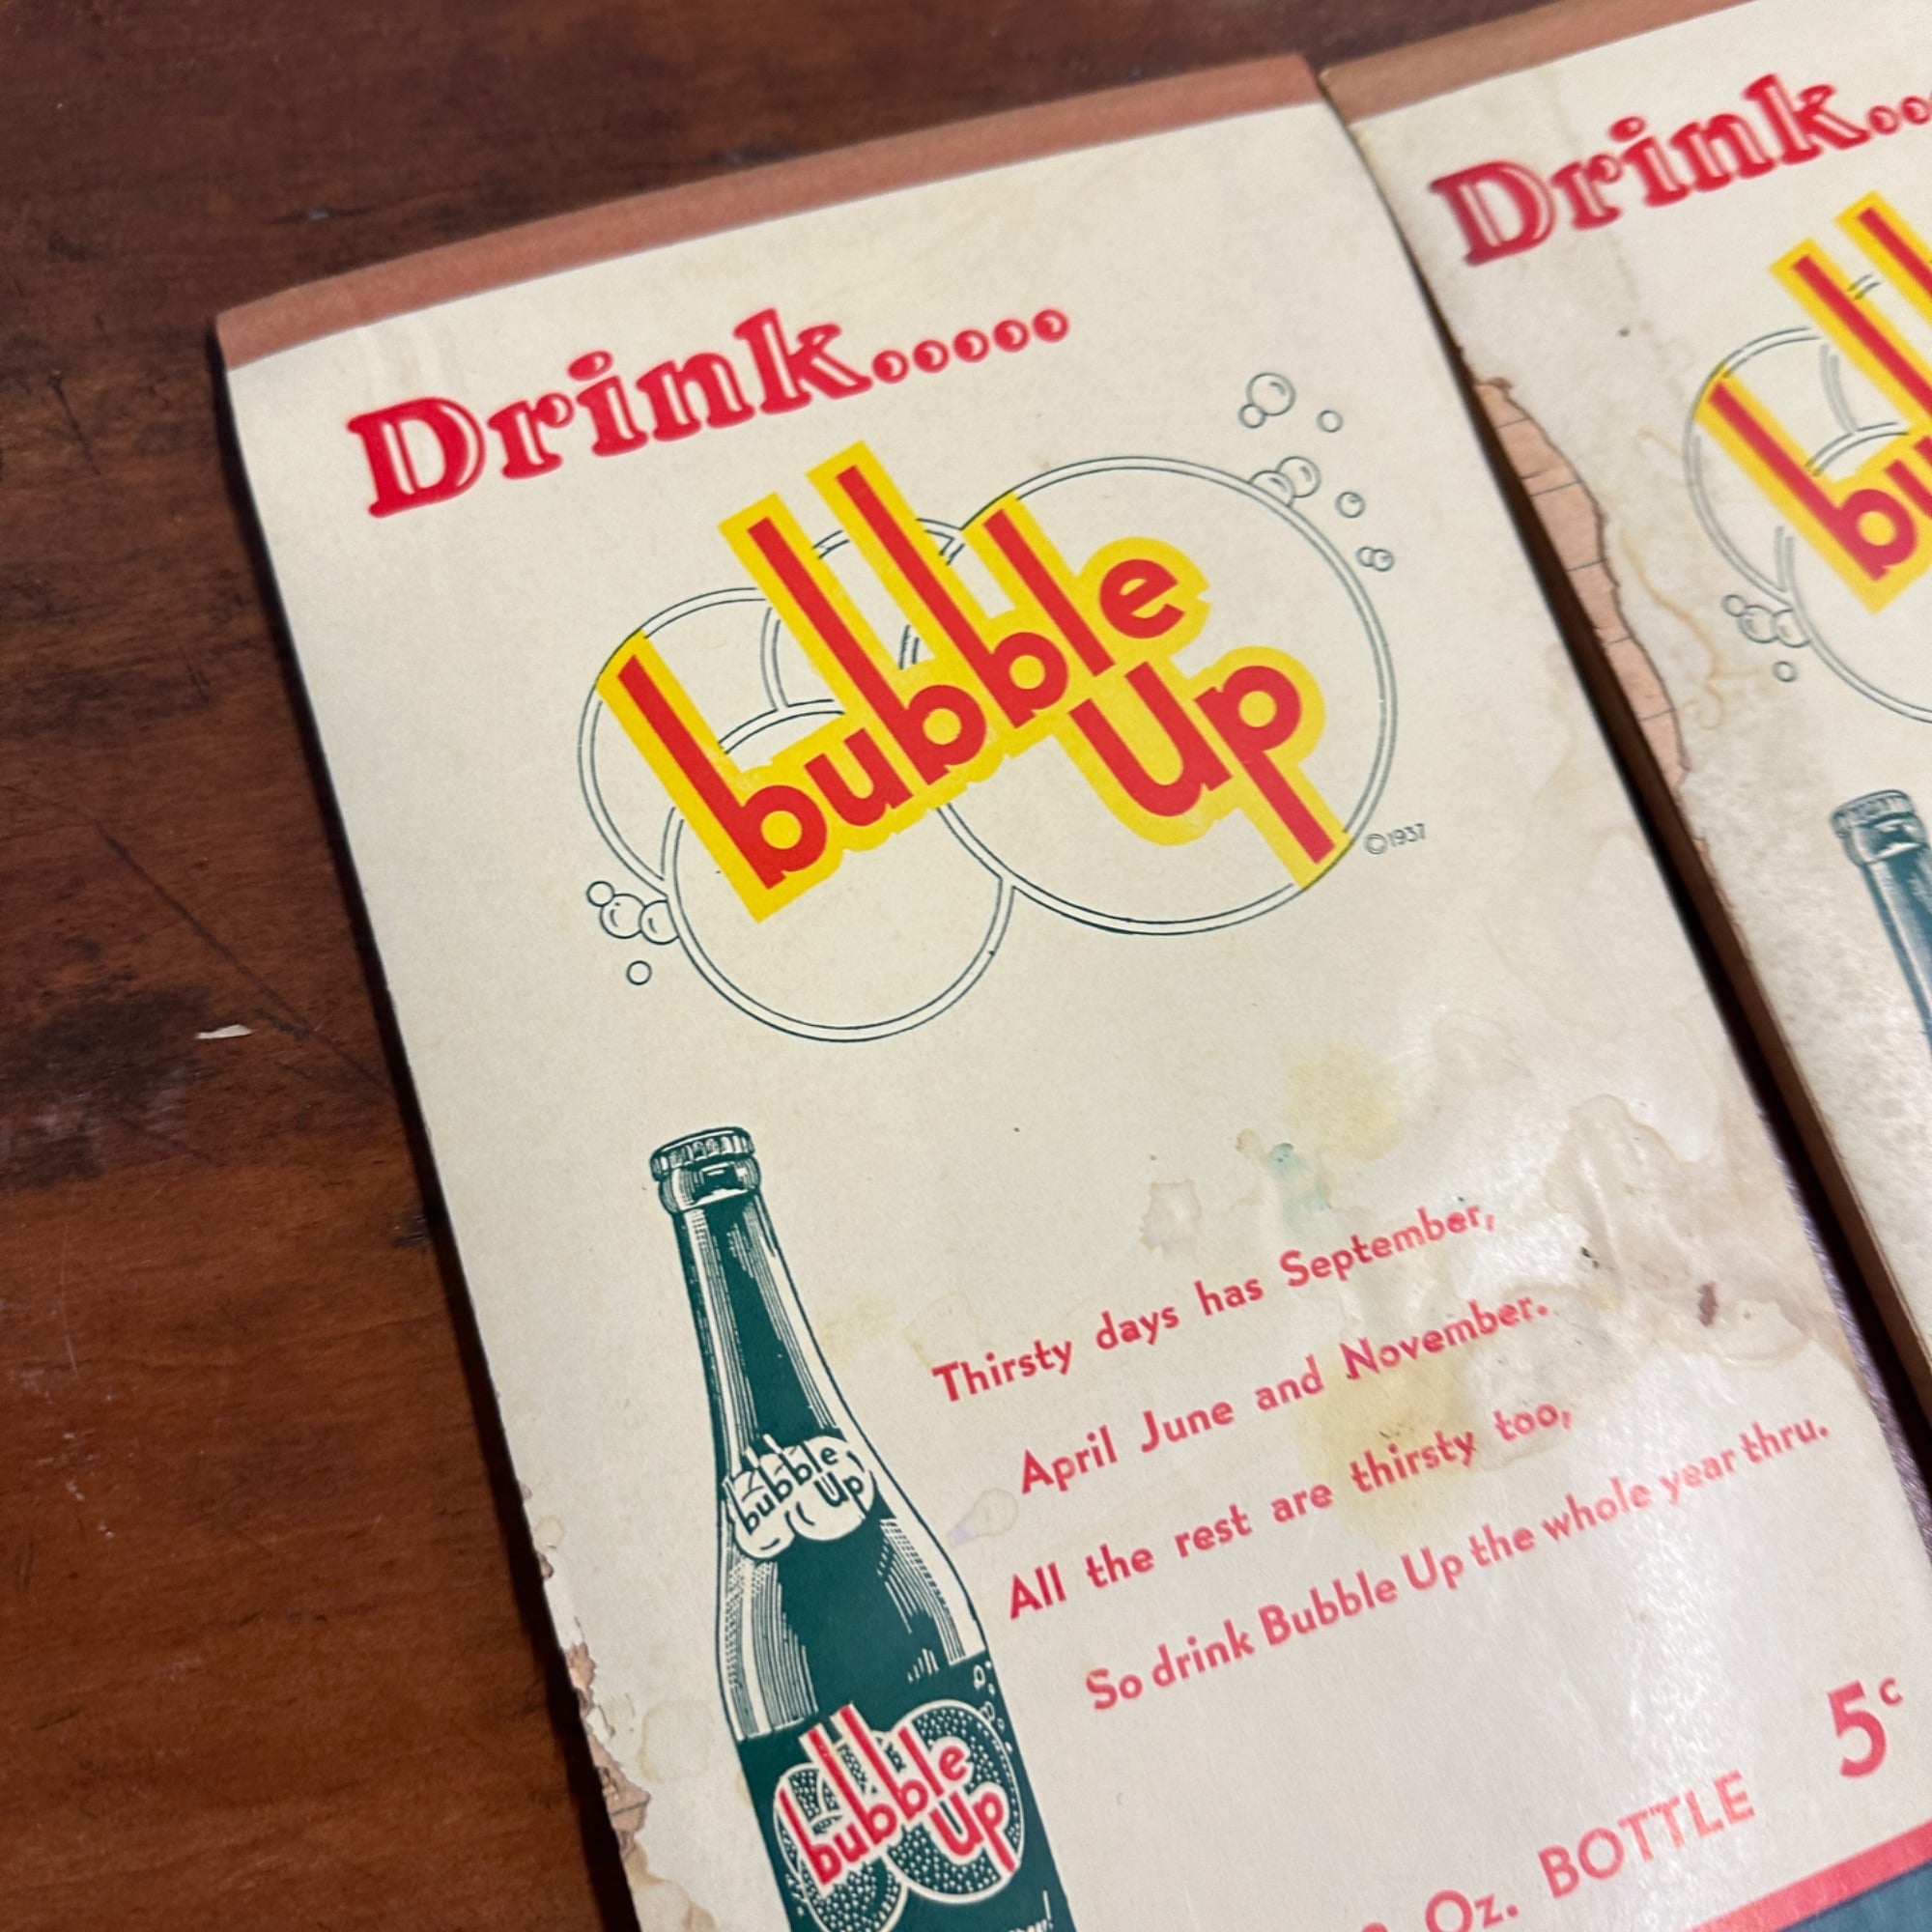 Drink.....
bubble
up
©1937
Thirsty days has September,
April June and November.
All the rest are thirsty too,
So drink Bubble Up the whole year thru.
5c
Oz. BOTTLE
bubble
up
bubble
up
Drink...
bu